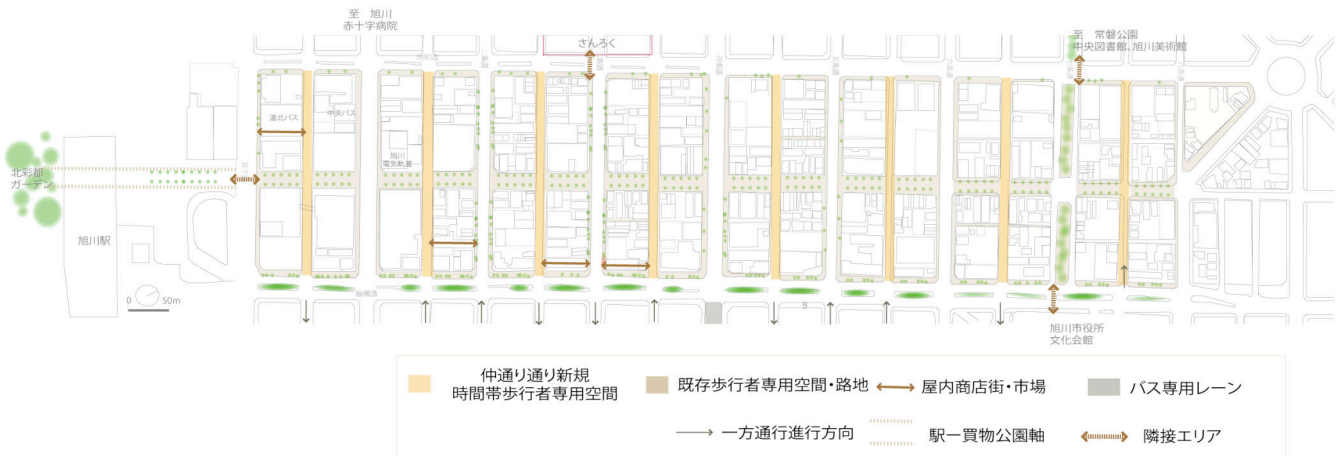 至　旭川
赤十字病院
さんろく
至　常磐公園
中央図書館、旭川美術館
道北バス
中央バス
旭川
電気軌道
北彩都
ガーデン
旭川駅
0 50m
B
旭川市役所
文化会館
仲通り通り新規
時間帯歩行者専用空間
既存歩行者専用空間・路地
屋内商店街・市場
バス専用レーン
一方通行進行方向
駅ー買物公園軸
隣接エリア